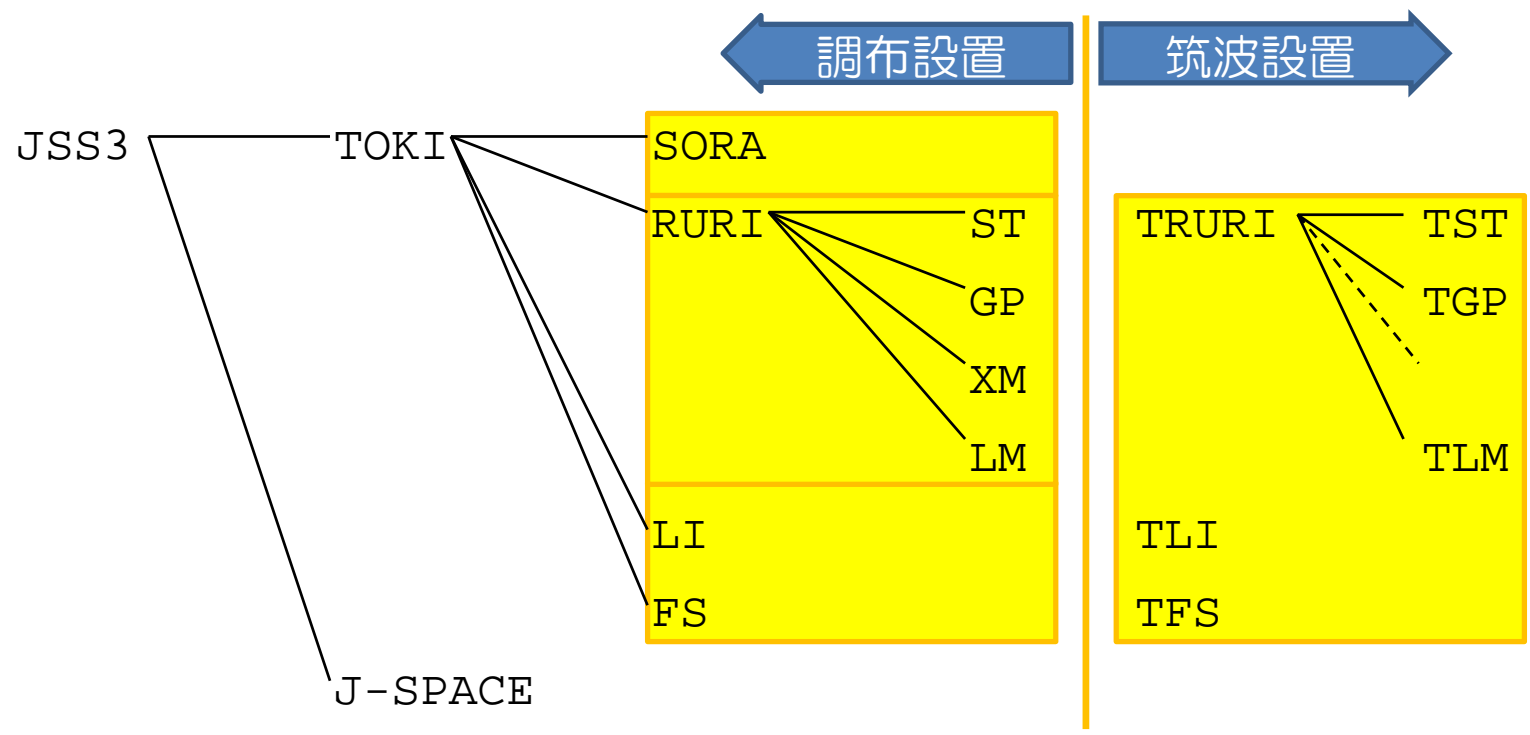 調布設置 筑波設置
JSS3 TOKI SORA
RURI ST TRURI TST
GP TGP
XM
LM TLM
LI TLI
FS TFS
J-SPACE